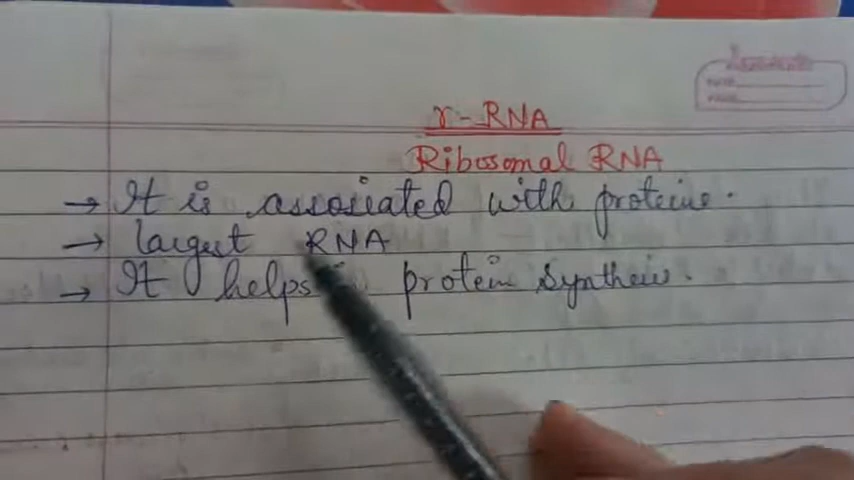 r-RNA
Ribosomal RNA
→ It is associated with proteins.
→ largest RNA
→ It helps protein synthesis.